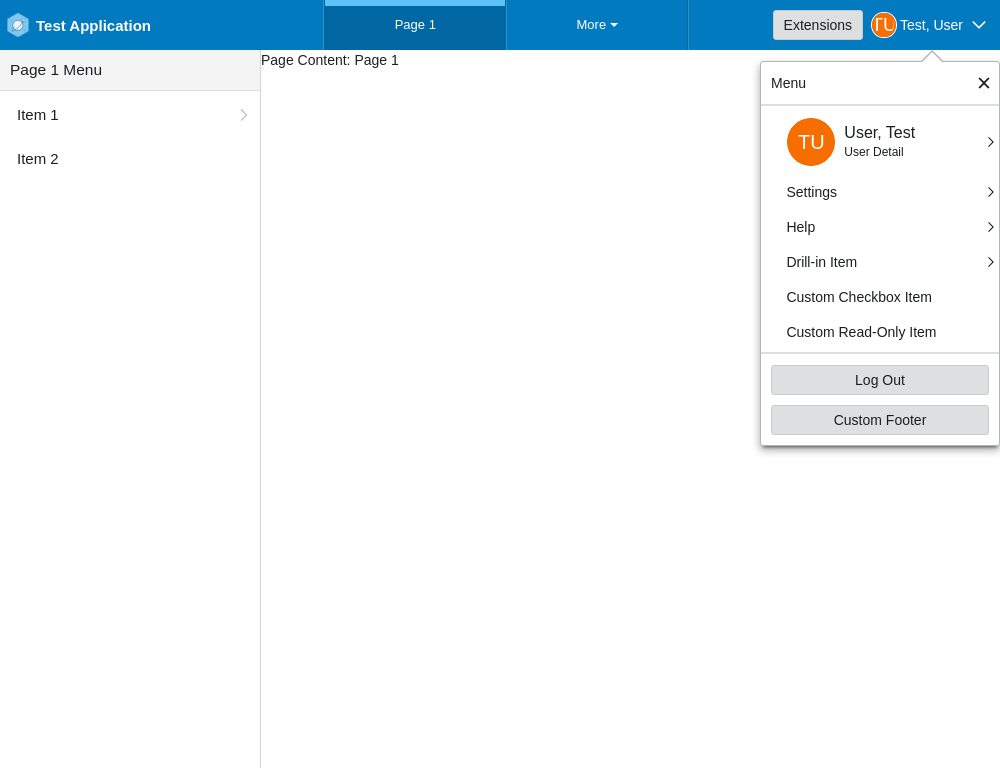 Test Application
Page 1
More
Extensions
TU
Test, User
Page 1 Menu
Item 1
Item 2
Page Content: Page 1
Menu
TU
User, Test
User Detail
Settings
Help
Drill-in Item
Custom Checkbox Item
Custom Read-Only Item
Log Out
Custom Footer